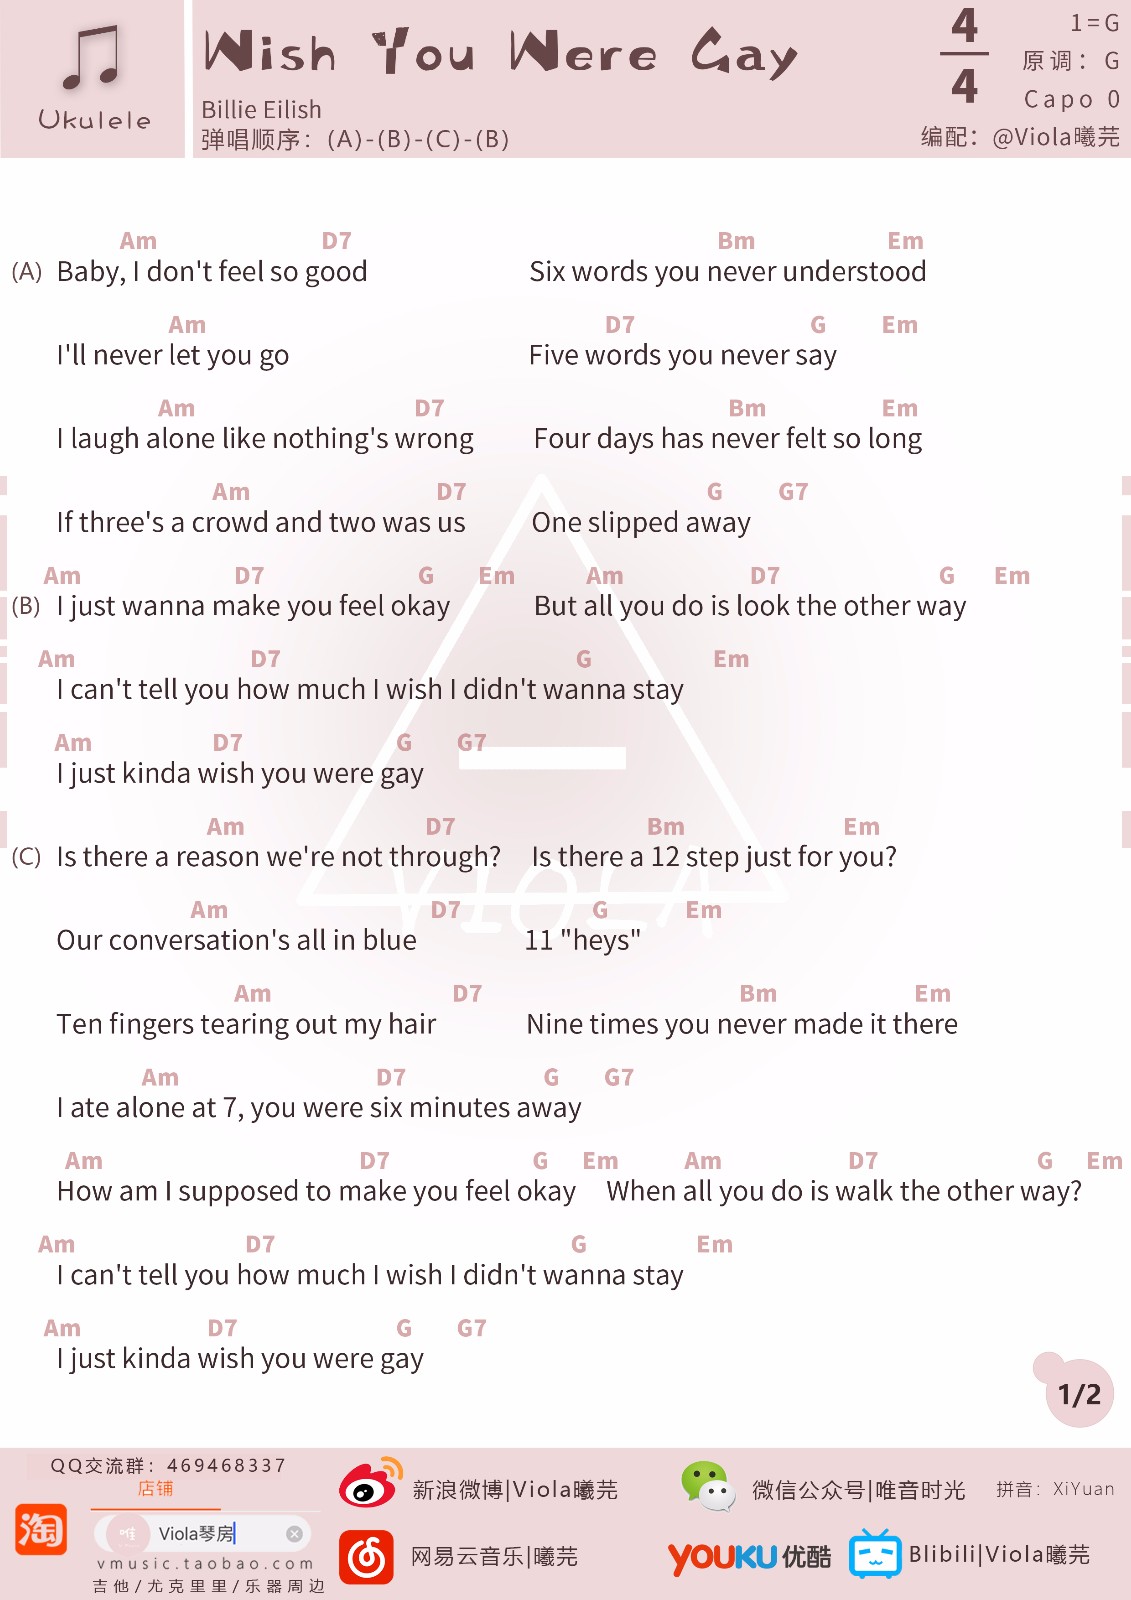 Ukulele
Wish You Were Gay
Billie Eilish
弹唱顺序：(A)-(B)-(C)-(B)
4
4
1=G
原调：G
Capo 0
编配：@Viola曦芫
Am D7 Bm Em
(A) Baby, I don't feel so good Six words you never understood
Am D7 G Em
I'll never let you go Five words you never say
Am D7 Bm Em
I laugh alone like nothing's wrong Four days has never felt so long
Am D7 G G7
If three's a crowd and two was us One slipped away
Am D7 G Em Am D7 G Em
(B) I just wanna make you feel okay But all you do is look the other way
Am D7 G Em
I can't tell you how much I wish I didn't wanna stay
Am D7 G G7
I just kinda wish you were gay
Am D7 Bm Em
(C) Is there a reason we're not through? Is there a 12 step just for you?
VIOLA
Am D7 G Em
Our conversation's all in blue 11 "heys"
Am D7 Bm Em
Ten fingers tearing out my hair Nine times you never made it there
Am D7 G G7
I ate alone at 7, you were six minutes away
Am D7 G Em Am D7 G Em
How am I supposed to make you feel okay When all you do is walk the other way?
Am D7 G Em
I can't tell you how much I wish I didn't wanna stay
Am D7 G G7
I just kinda wish you were gay
1/2
QQ交流群：469468337
店铺
淘
唯
Viola琴房
vmusic.taobao.com
吉他/尤克里里/乐器周边
新浪微博|Viola曦芫
微信公众号|唯音时光
拼音：XiYuan
网易云音乐|曦芫
YOUKU优酷
Blibili|Viola曦芫